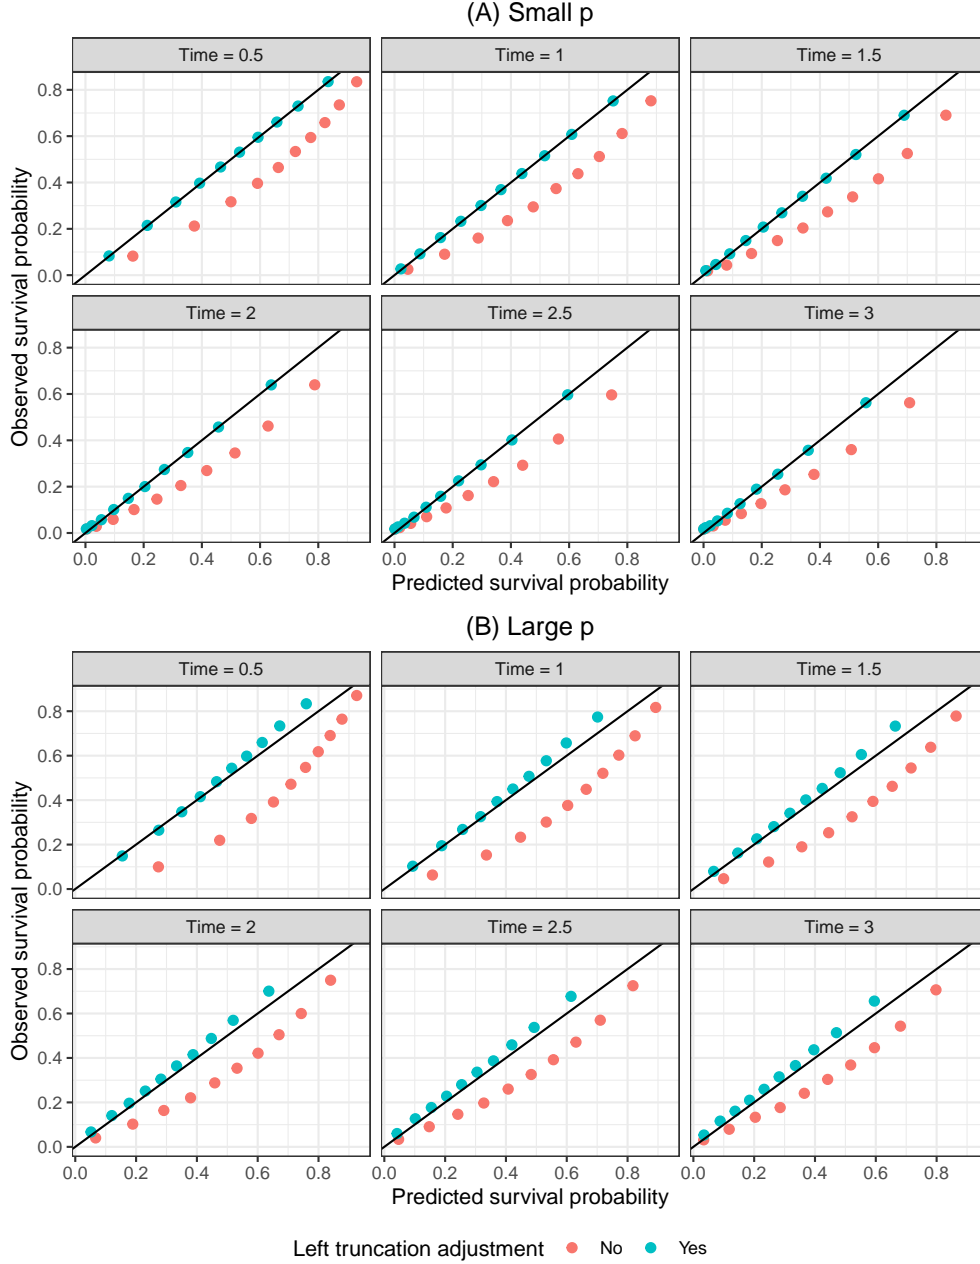 (A) Small p
Time = 0.5
Time = 1
Time = 1.5
0.8
0.6
0.4
0.2
0.0
Time = 2
Time = 2.5
Time = 3
0.8
0.6
0.4
0.2
0.0
0.0 0.2 0.4 0.6 0.8
0.0 0.2 0.4 0.6 0.8
0.0 0.2 0.4 0.6 0.8
Observed survival probability
Predicted survival probability
(B) Large p
Time = 0.5
Time = 1
Time = 1.5
0.8
0.6
0.4
0.2
0.0
Time = 2
Time = 2.5
Time = 3
0.8
0.6
0.4
0.2
0.0
0.0 0.2 0.4 0.6 0.8
0.0 0.2 0.4 0.6 0.8
0.0 0.2 0.4 0.6 0.8
Observed survival probability
Predicted survival probability
Left truncation adjustment No Yes